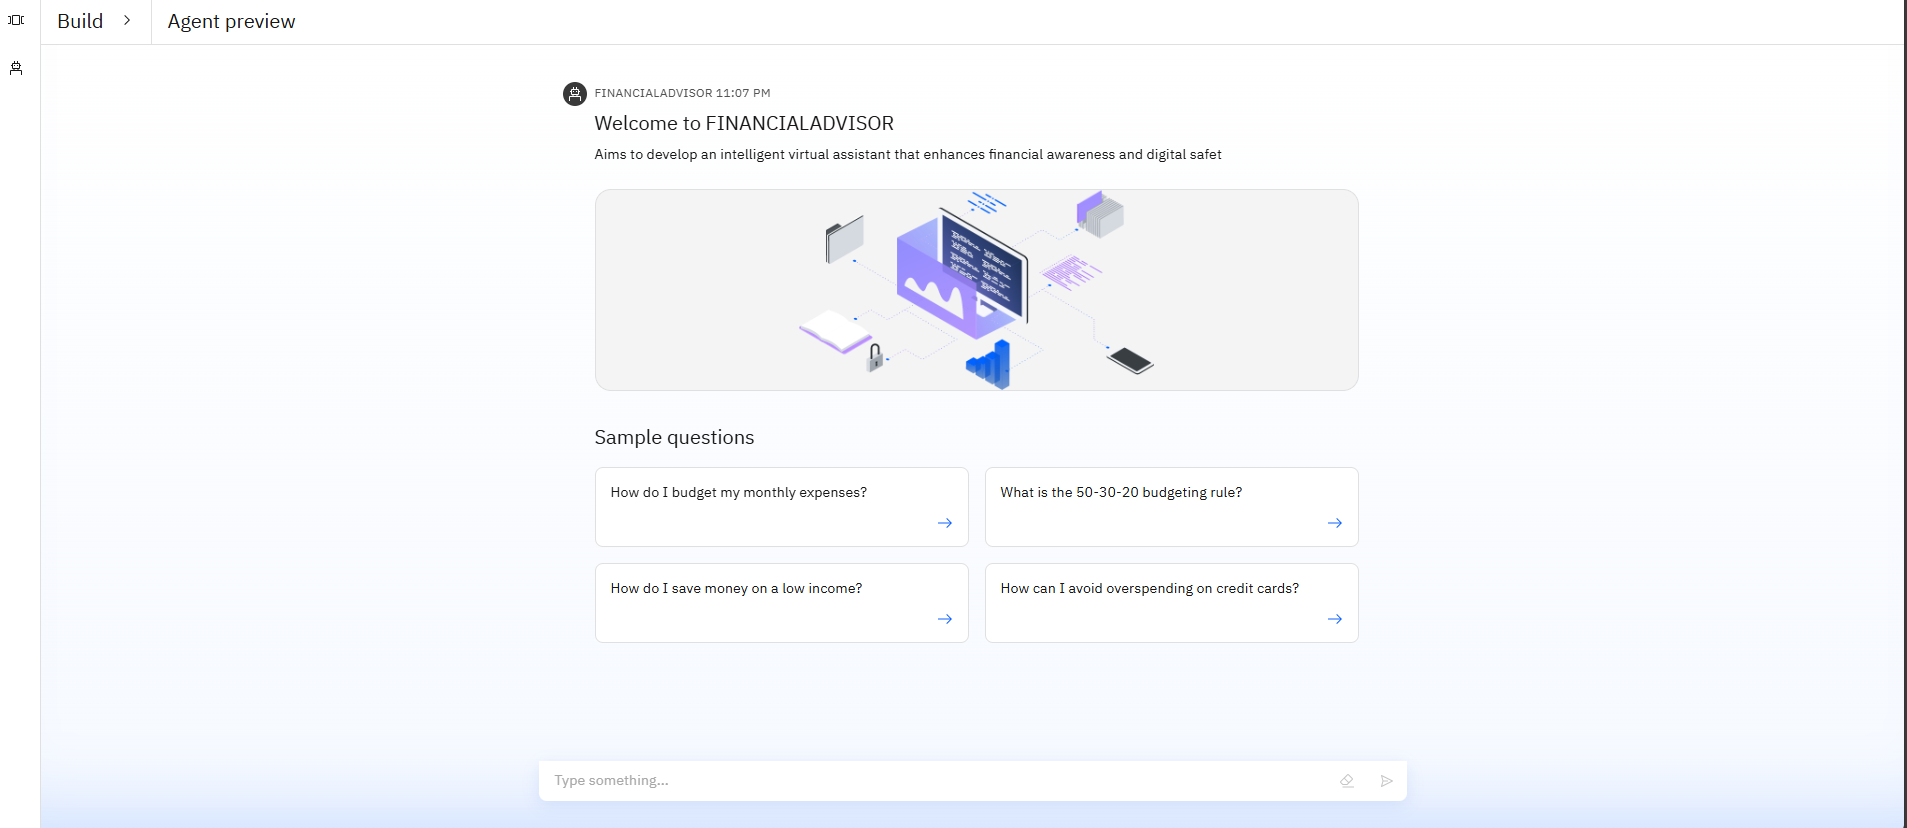 Build
Agent preview
FINANCIALADVISOR 11:07 PM
Welcome to FINANCIALADVISOR
Aims to develop an intelligent virtual assistant that enhances financial awareness and digital safet
Sample questions
How do I budget my monthly expenses?
What is the 50-30-20 budgeting rule?
How do I save money on a low income?
How can I avoid overspending on credit cards?
Type something...